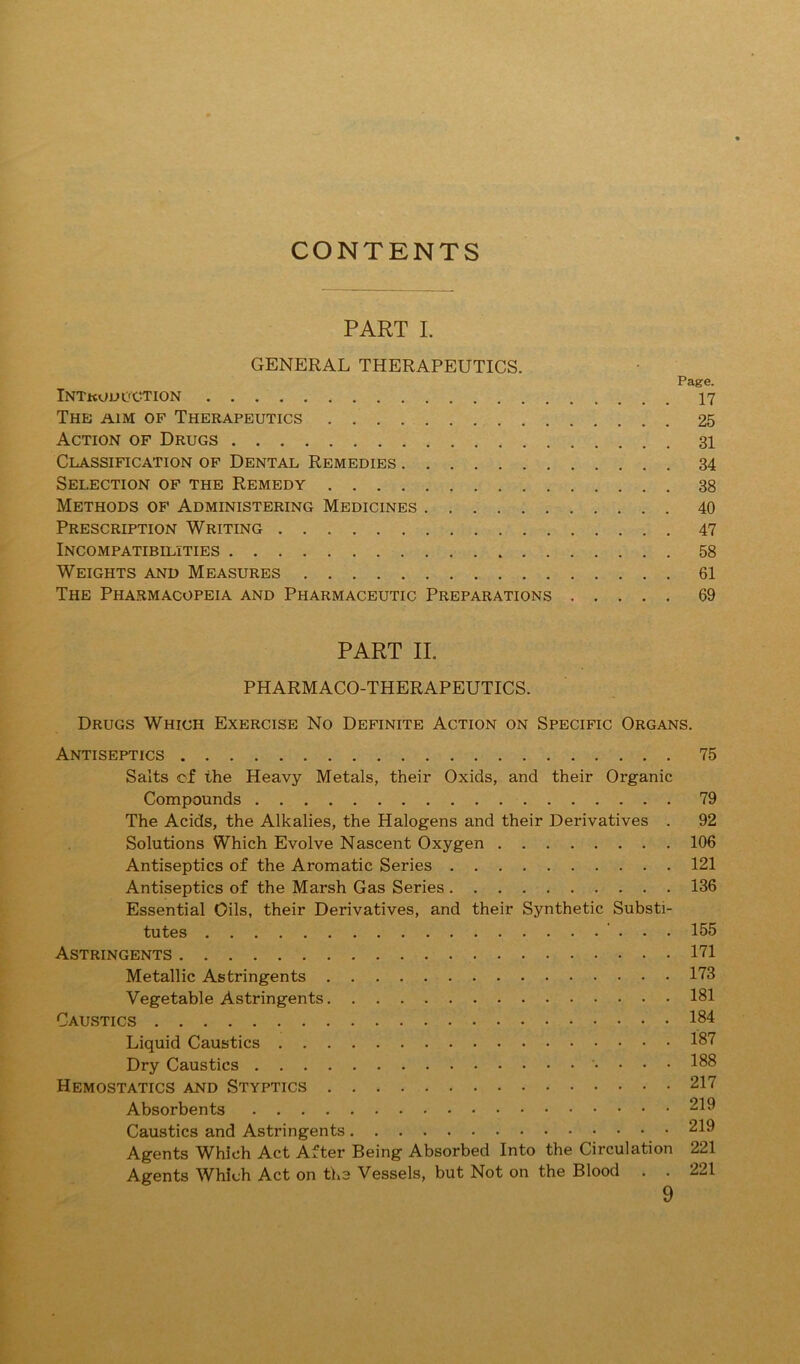 CONTENTS
PART I.
GENERAL THERAPEUTICS.
Page.
INTRODUCTION . . . . . . . . . . . . . . . . . . . . 17
THE AIM OF THERAPEUTICS . . . . . . . . . . . . . . . 25
ACTION OF DRUGS . . . . . . . . . . . . . . . . . . . 31
CLASSIFICATION OF DENTAL REMEDIES . . . . . . . . . . . . 34
SELECTION OF THE REMEDY . . . . . . . . . . . . . . . 38
METHODS OF ADMINISTERING MEDICINES . . . . . . . . . . . 40
PRESCRIPTION WRITING . . . . . . . . . . . . . . . . . 47
INCOMPATIBILITIES . . . . . . . . . . . . . . . . . . . 58
WEIGHTS AND MEASURES . . . . . . . . . . . . . . . . 61
THE PHARMACOPEIA AND PHARMACEUTIC PREPARATIONS . . . . . 69
PART II.
PHARMACO-THERAPEUTICS.
DRUGS WHICH EXERCISE NO DEFINITE ACTION ON SPECIFIC ORGANS.
ANTISEPTICS . . . . . . . . . . . . . . . . . . . . . 75
Salts of the Heavy Metals, their Oxids, and their Organic
Compounds . . . . . . . . . . . . . . . . . . 79
The Acids, the Alkalies, the Halogens and their Derivatives . 92
Solutions Which Evolve Nascent Oxygen . . . . . . . . 106
Antiseptics of the Aromatic Series . . . . . . . . . . 121
Antiseptics of the Marsh Gas Series . . . . . . . . . . 136
Essential Oils, their Derivatives, and their Synthetic Substi-
tutes . . . . . . . . . . . . . . . . . . . . 155
ASTRINGENTS . . . . . . . . . . . . . . . . . . . . . 171
Metallic Astringents . . . . . . . . . . . . . . . 173
Vegetable Astringents . . . . . . . . . . . . . . . 181
CAUSTICS . . . . . . . . . . . . . . . . . . . . . . 184
Liquid Caustics . . . . . . . . . . . . . . . . . 187
Dry Caustics . . . . . . . . . . . . . . . . . . 188
HEMOSTATICS AND STYPTICS . . . . . . . . . . . . . . . 217
Absorbents . . . . . . . . . . . . . . . . . . 219
Caustics and Astringents . . . . . . . . . . . . . . 219
Agents Which Act After Being Absorbed Into the Circulation 221
Agents Which Act on the Vessels, but Not on the Blood . . 221
9